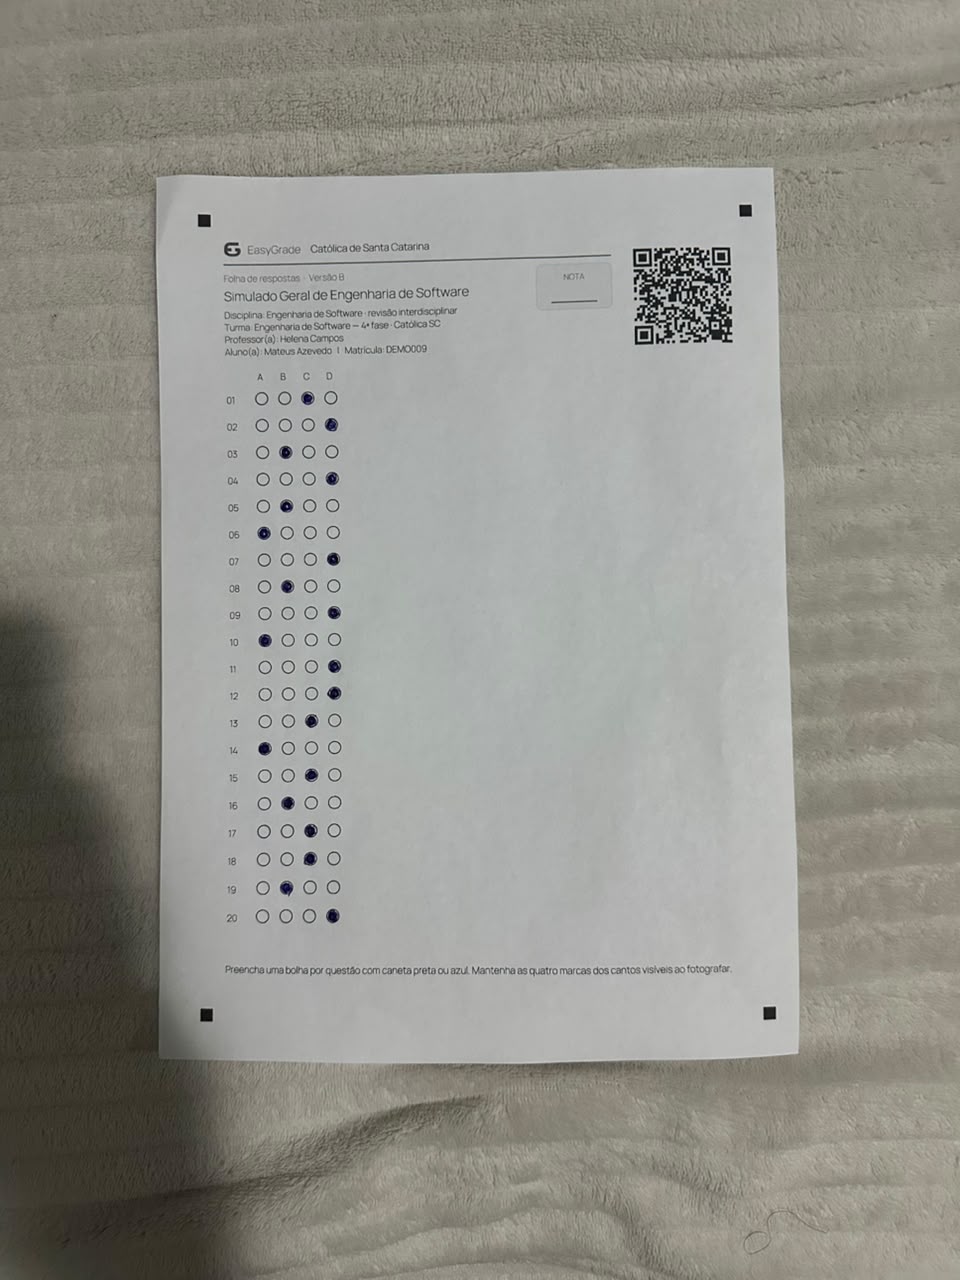 EasyGrade Católica de Santa Catarina
Folha de respostas · Versão B
NOTA
Simulado Geral de Engenharia de Software
Disciplina: Engenharia de Software · revisão interdisciplinar
Turma: Engenharia de Software — 4ª fase · Católica SC
Professor(a): Helena Campos
Aluno(a): Mateus Azevedo | Matrícula: DEMO009
A B C D
01
02
03
04
05
06
07
08
09
10
11
12
13
14
15
16
17
18
19
20
Preencha uma bolha por questão com caneta preta ou azul. Mantenha as quatro marcas dos cantos visíveis ao fotografar.